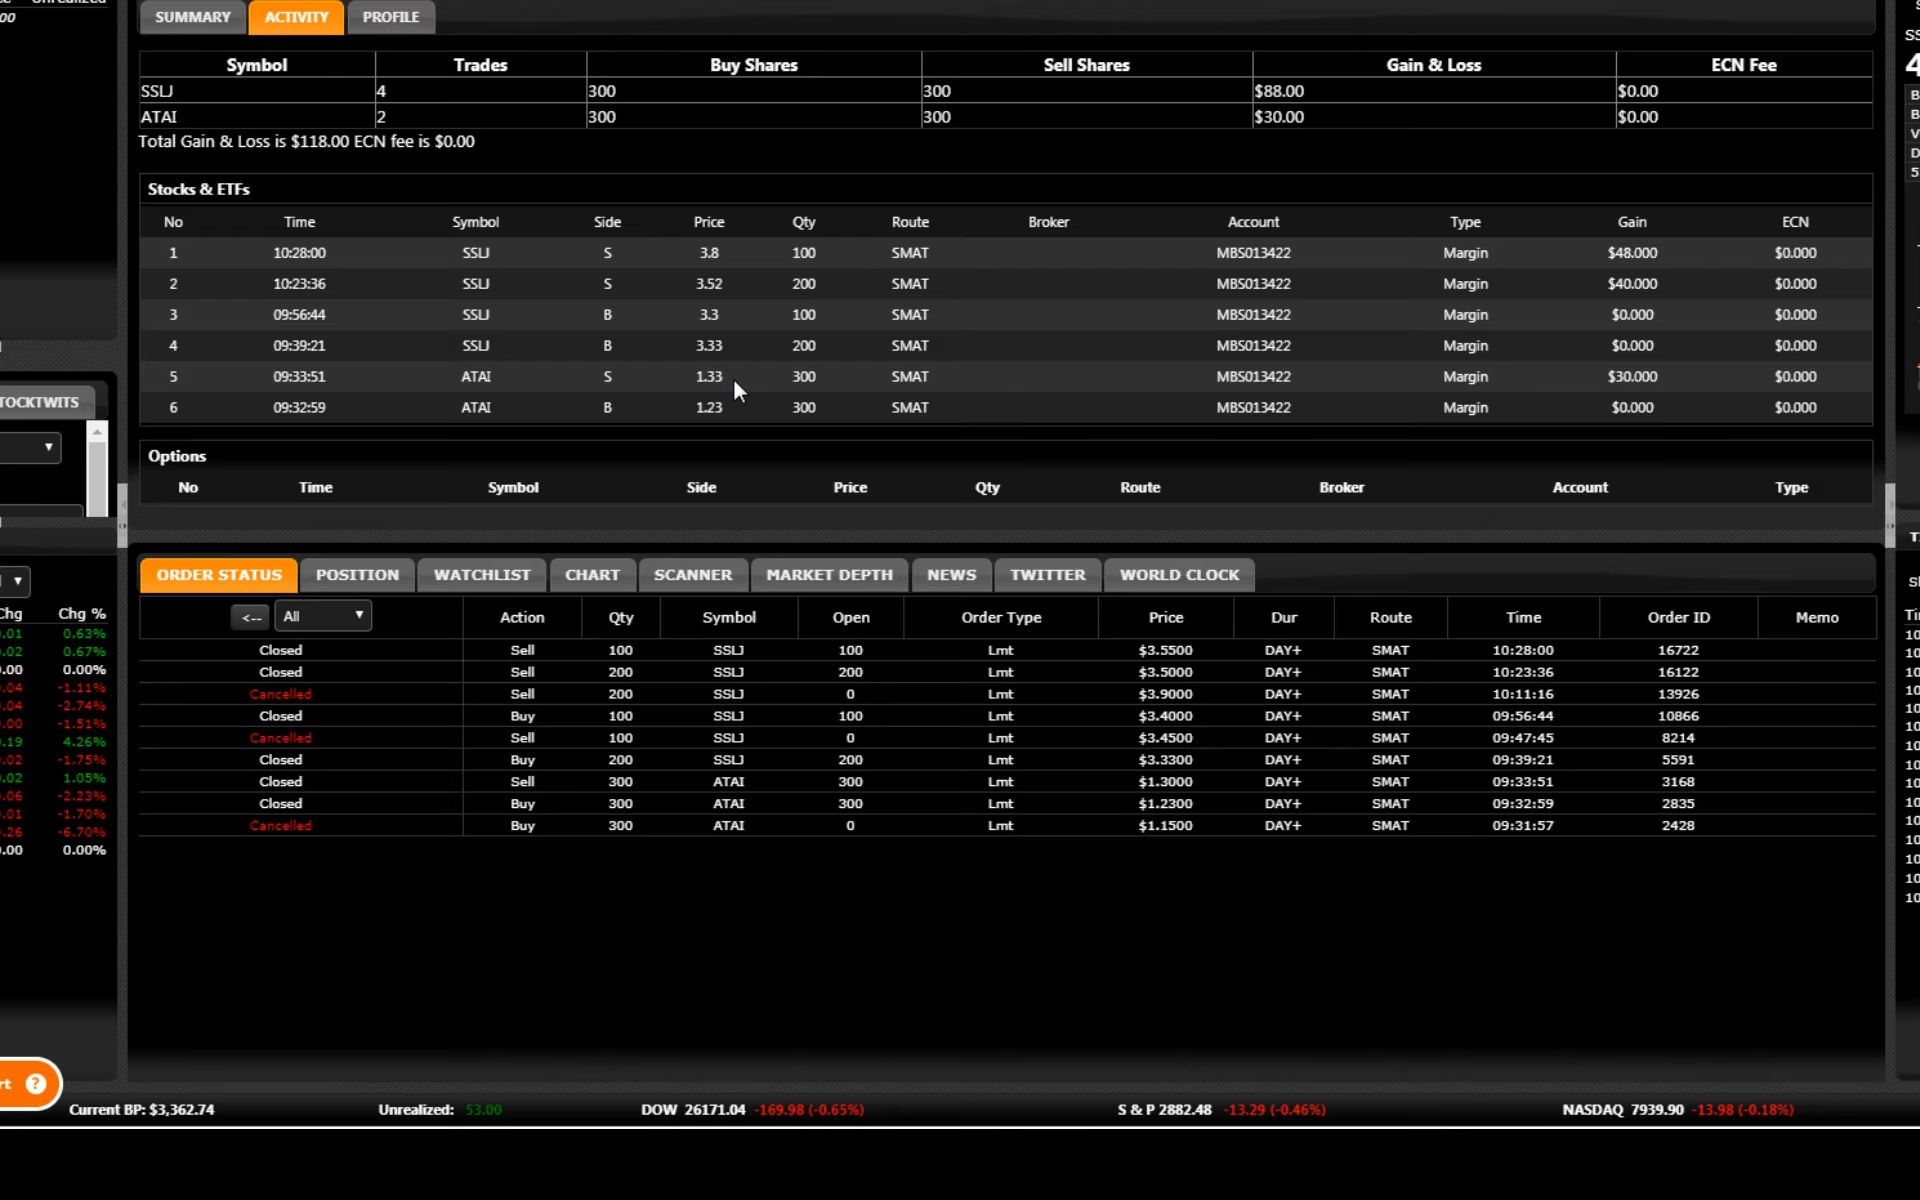 Unrealized
00
SUMMARY ACTIVITY PROFILE
Symbol Trades Buy Shares Sell Shares Gain & Loss ECN Fee
SSLJ 4 300 300 $88.00 $0.00
ATAI 2 300 300 $30.00 $0.00
Total Gain & Loss is $118.00 ECN fee is $0.00
Stocks & ETFs
No Time Symbol Side Price Qty Route Broker Account Type Gain ECN
1 10:28:00 SSLJ S 3.8 100 SMAT MBS013422 Margin $48.000 $0.000
2 10:23:36 SSLJ S 3.52 200 SMAT MBS013422 Margin $40.000 $0.000
3 09:56:44 SSLJ B 3.3 100 SMAT MBS013422 Margin $0.000 $0.000
4 09:39:21 SSLJ B 3.33 200 SMAT MBS013422 Margin $0.000 $0.000
5 09:33:51 ATAI S 1.33 300 SMAT MBS013422 Margin $30.000 $0.000
6 09:32:59 ATAI B 1.23 300 SMAT MBS013422 Margin $0.000 $0.000
Options
No Time Symbol Side Price Qty Route Broker Account Type
TOCKTWITS
ORDER STATUS POSITION WATCHLIST CHART SCANNER MARKET DEPTH NEWS TWITTER WORLD CLOCK
<-- All Action Qty Symbol Open Order Type Price Dur Route Time Order ID Memo
Closed Sell 100 SSLJ 100 Lmt $3.5500 DAY+ SMAT 10:28:00 16722
Closed Sell 200 SSLJ 200 Lmt $3.5000 DAY+ SMAT 10:23:36 16122
Cancelled Sell 200 SSLJ 0 Lmt $3.9000 DAY+ SMAT 10:11:16 13926
Closed Buy 100 SSLJ 100 Lmt $3.4000 DAY+ SMAT 09:56:44 10866
Cancelled Sell 100 SSLJ 0 Lmt $3.4500 DAY+ SMAT 09:47:45 8214
Closed Buy 200 SSLJ 200 Lmt $3.3300 DAY+ SMAT 09:39:21 5591
Closed Sell 300 ATAI 300 Lmt $1.3000 DAY+ SMAT 09:33:51 3168
Closed Buy 300 ATAI 300 Lmt $1.2300 DAY+ SMAT 09:32:59 2835
Cancelled Buy 300 ATAI 0 Lmt $1.1500 DAY+ SMAT 09:31:57 2428
Chg Chg %
.01 0.63%
.02 0.67%
.00 0.00%
.04 -1.11%
.04 -2.74%
.00 -1.51%
.19 4.26%
.02 -1.75%
.02 1.05%
.06 -2.23%
.01 -1.70%
.26 -6.70%
.00 0.00%
rt ?
Current BP: $3,362.74 Unrealized: 53.00 DOW 26171.04 -169.98 (-0.65%) S & P 2882.48 -13.29 (-0.46%) NASDAQ 7939.90 -13.98 (-0.18%)